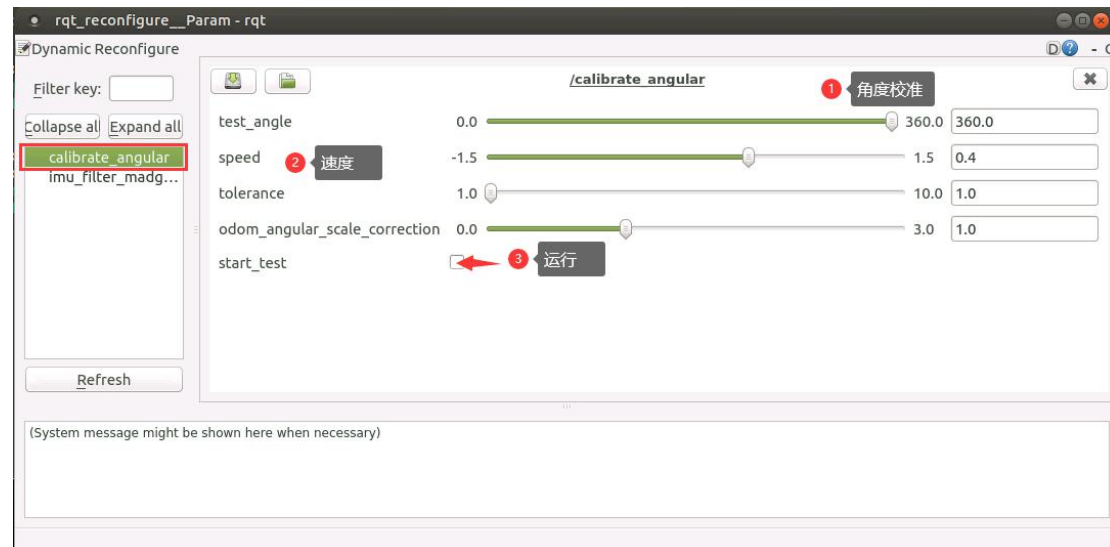 rqt_reconfigure__Param - rqt
Dynamic Reconfigure
D - 
Filter key:
/calibrate_angular
1 角度校准
Collapse all Expand all
test_angle 0.0 360.0 360.0
calibrate_angular
speed 2 速度 -1.5 1.5 0.4
imu_filter_madg...
tolerance 1.0 10.0 1.0
odom_angular_scale_correction 0.0 3.0 1.0
start_test 3 运行
Refresh
(System message might be shown here when necessary)